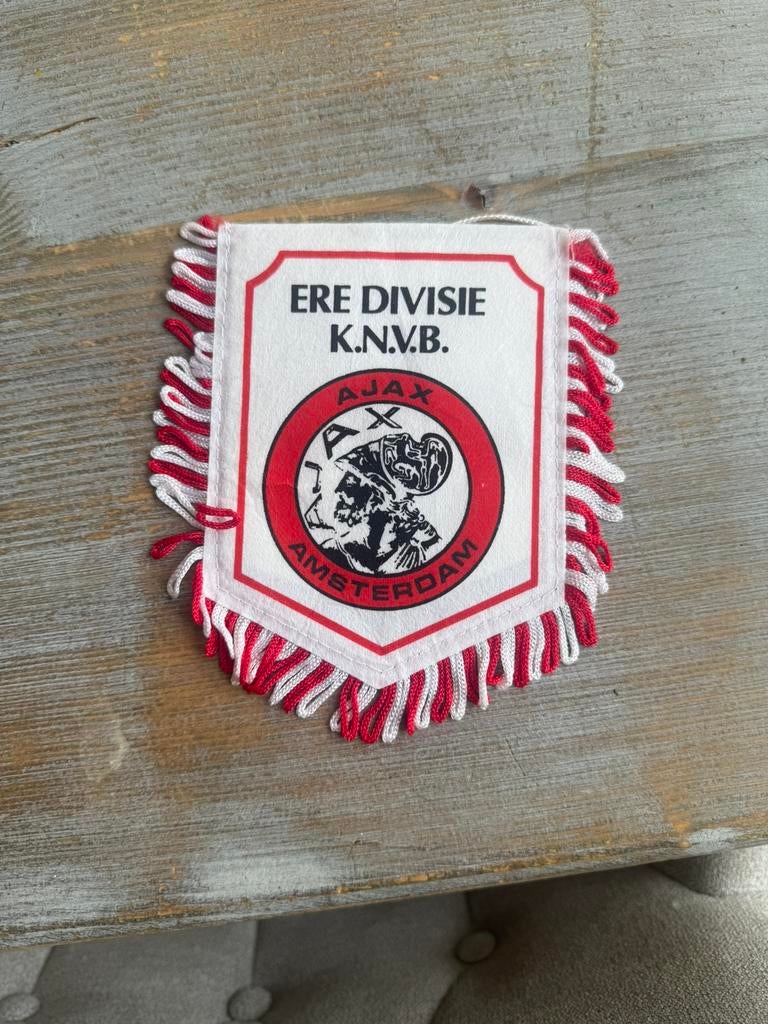 ERE DIVISIE
K.N.V.B.
AJAX
AJAX
AMSTERDAM